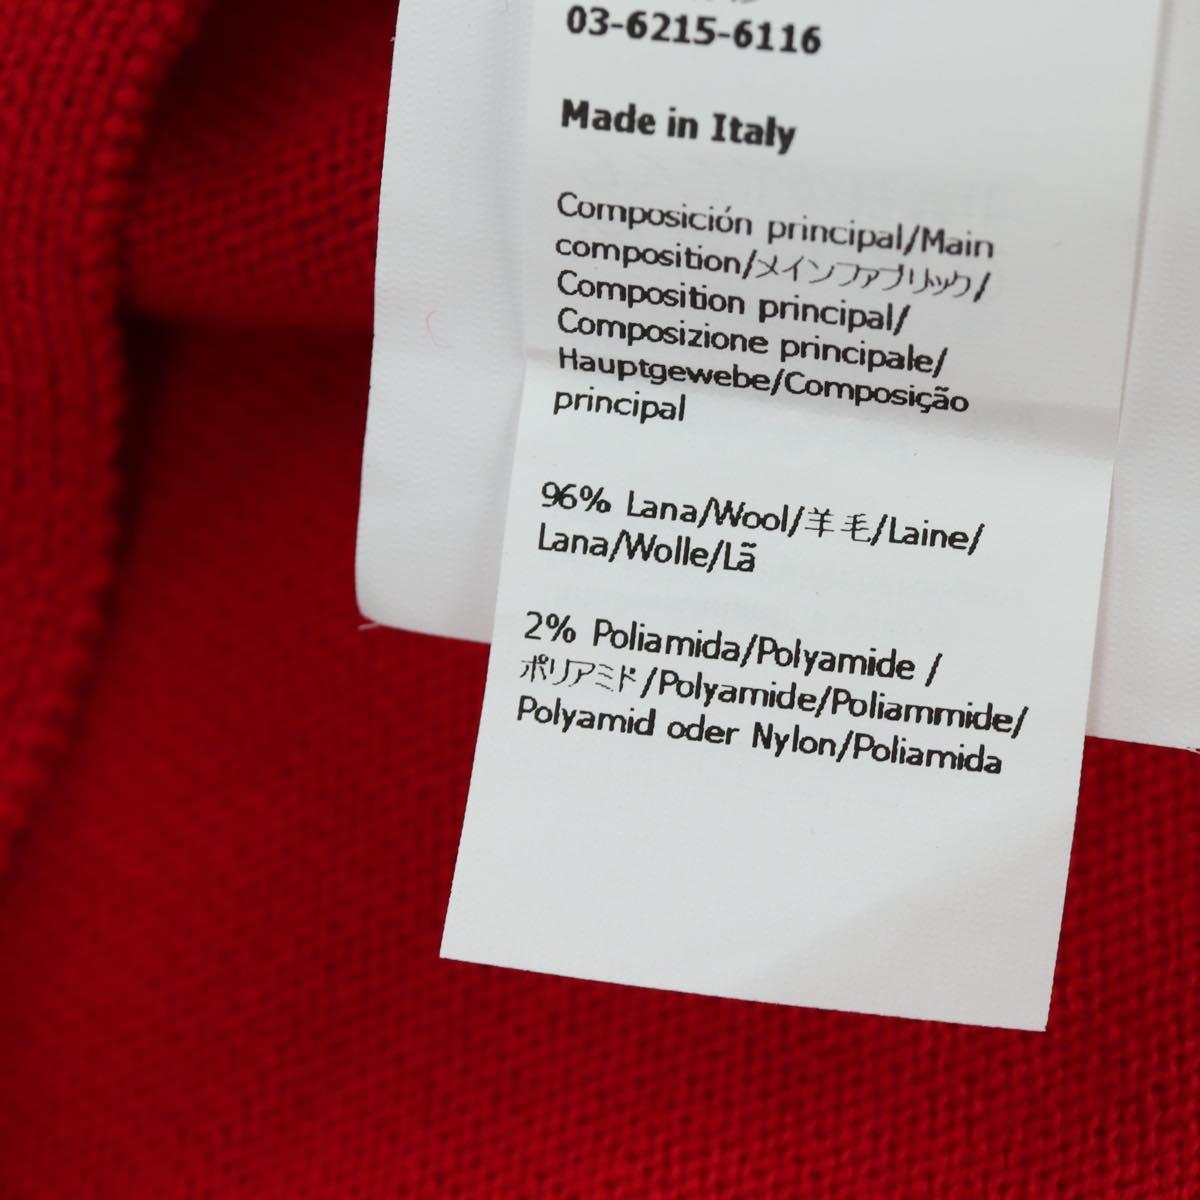 03-6215-6116
Made in Italy
Composición principal/Main
composition/メインファブリック/
Composition principal/
Composizione principale/
Hauptgewebe/Composição
principal
96% Lana/Wool/羊毛/Laine/
Lana/Wolle/Lã
2% Poliamida/Polyamide /
ポリアミド/Polyamide/Poliammide/
Polyamid oder Nylon/Poliamida